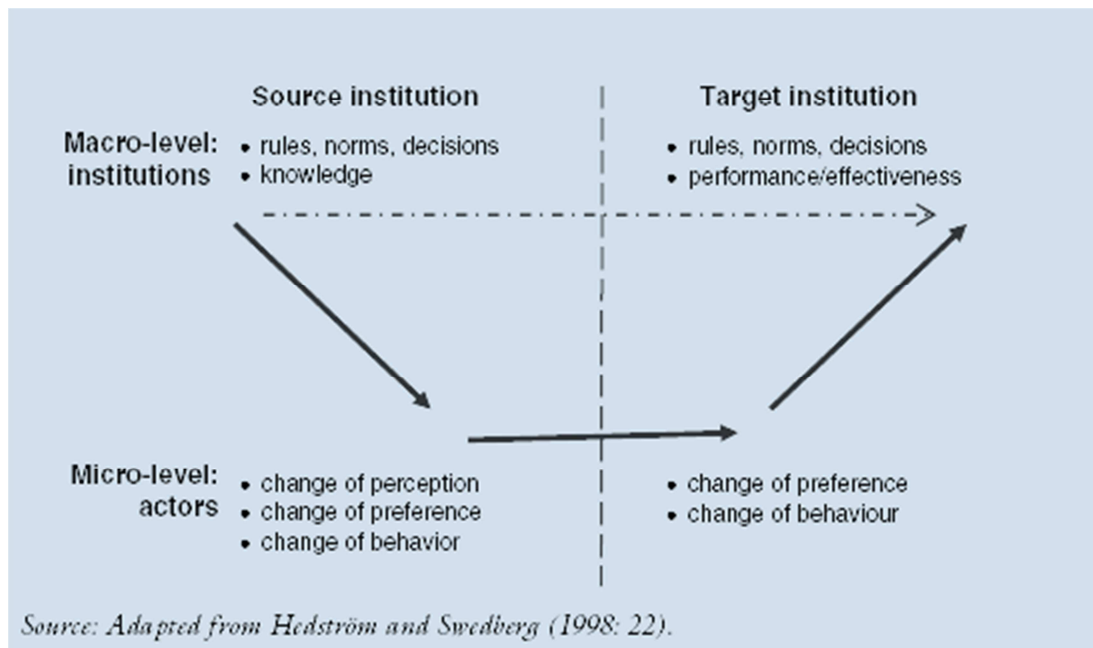 Source institution
Target institution
Macro-level:
institutions
• rules, norms, decisions
• knowledge
• rules, norms, decisions
• performance/effectiveness
Micro-level:
actors
• change of perception
• change of preference
• change of behavior
• change of preference
• change of behaviour
Source: Adapted from Hedström and Swedberg (1998: 22).